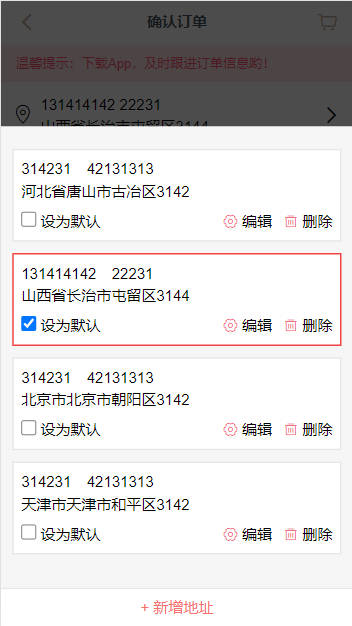 确认订单
温馨提示：下载App，及时跟进订单信息哟！
131414142 22231
山西省长治市屯留区3144
314231 42131313
河北省唐山市古冶区3142
设为默认 编辑 删除
131414142 22231
山西省长治市屯留区3144
设为默认 编辑 删除
314231 42131313
北京市北京市朝阳区3142
设为默认 编辑 删除
314231 42131313
天津市天津市和平区3142
设为默认 编辑 删除
+ 新增地址